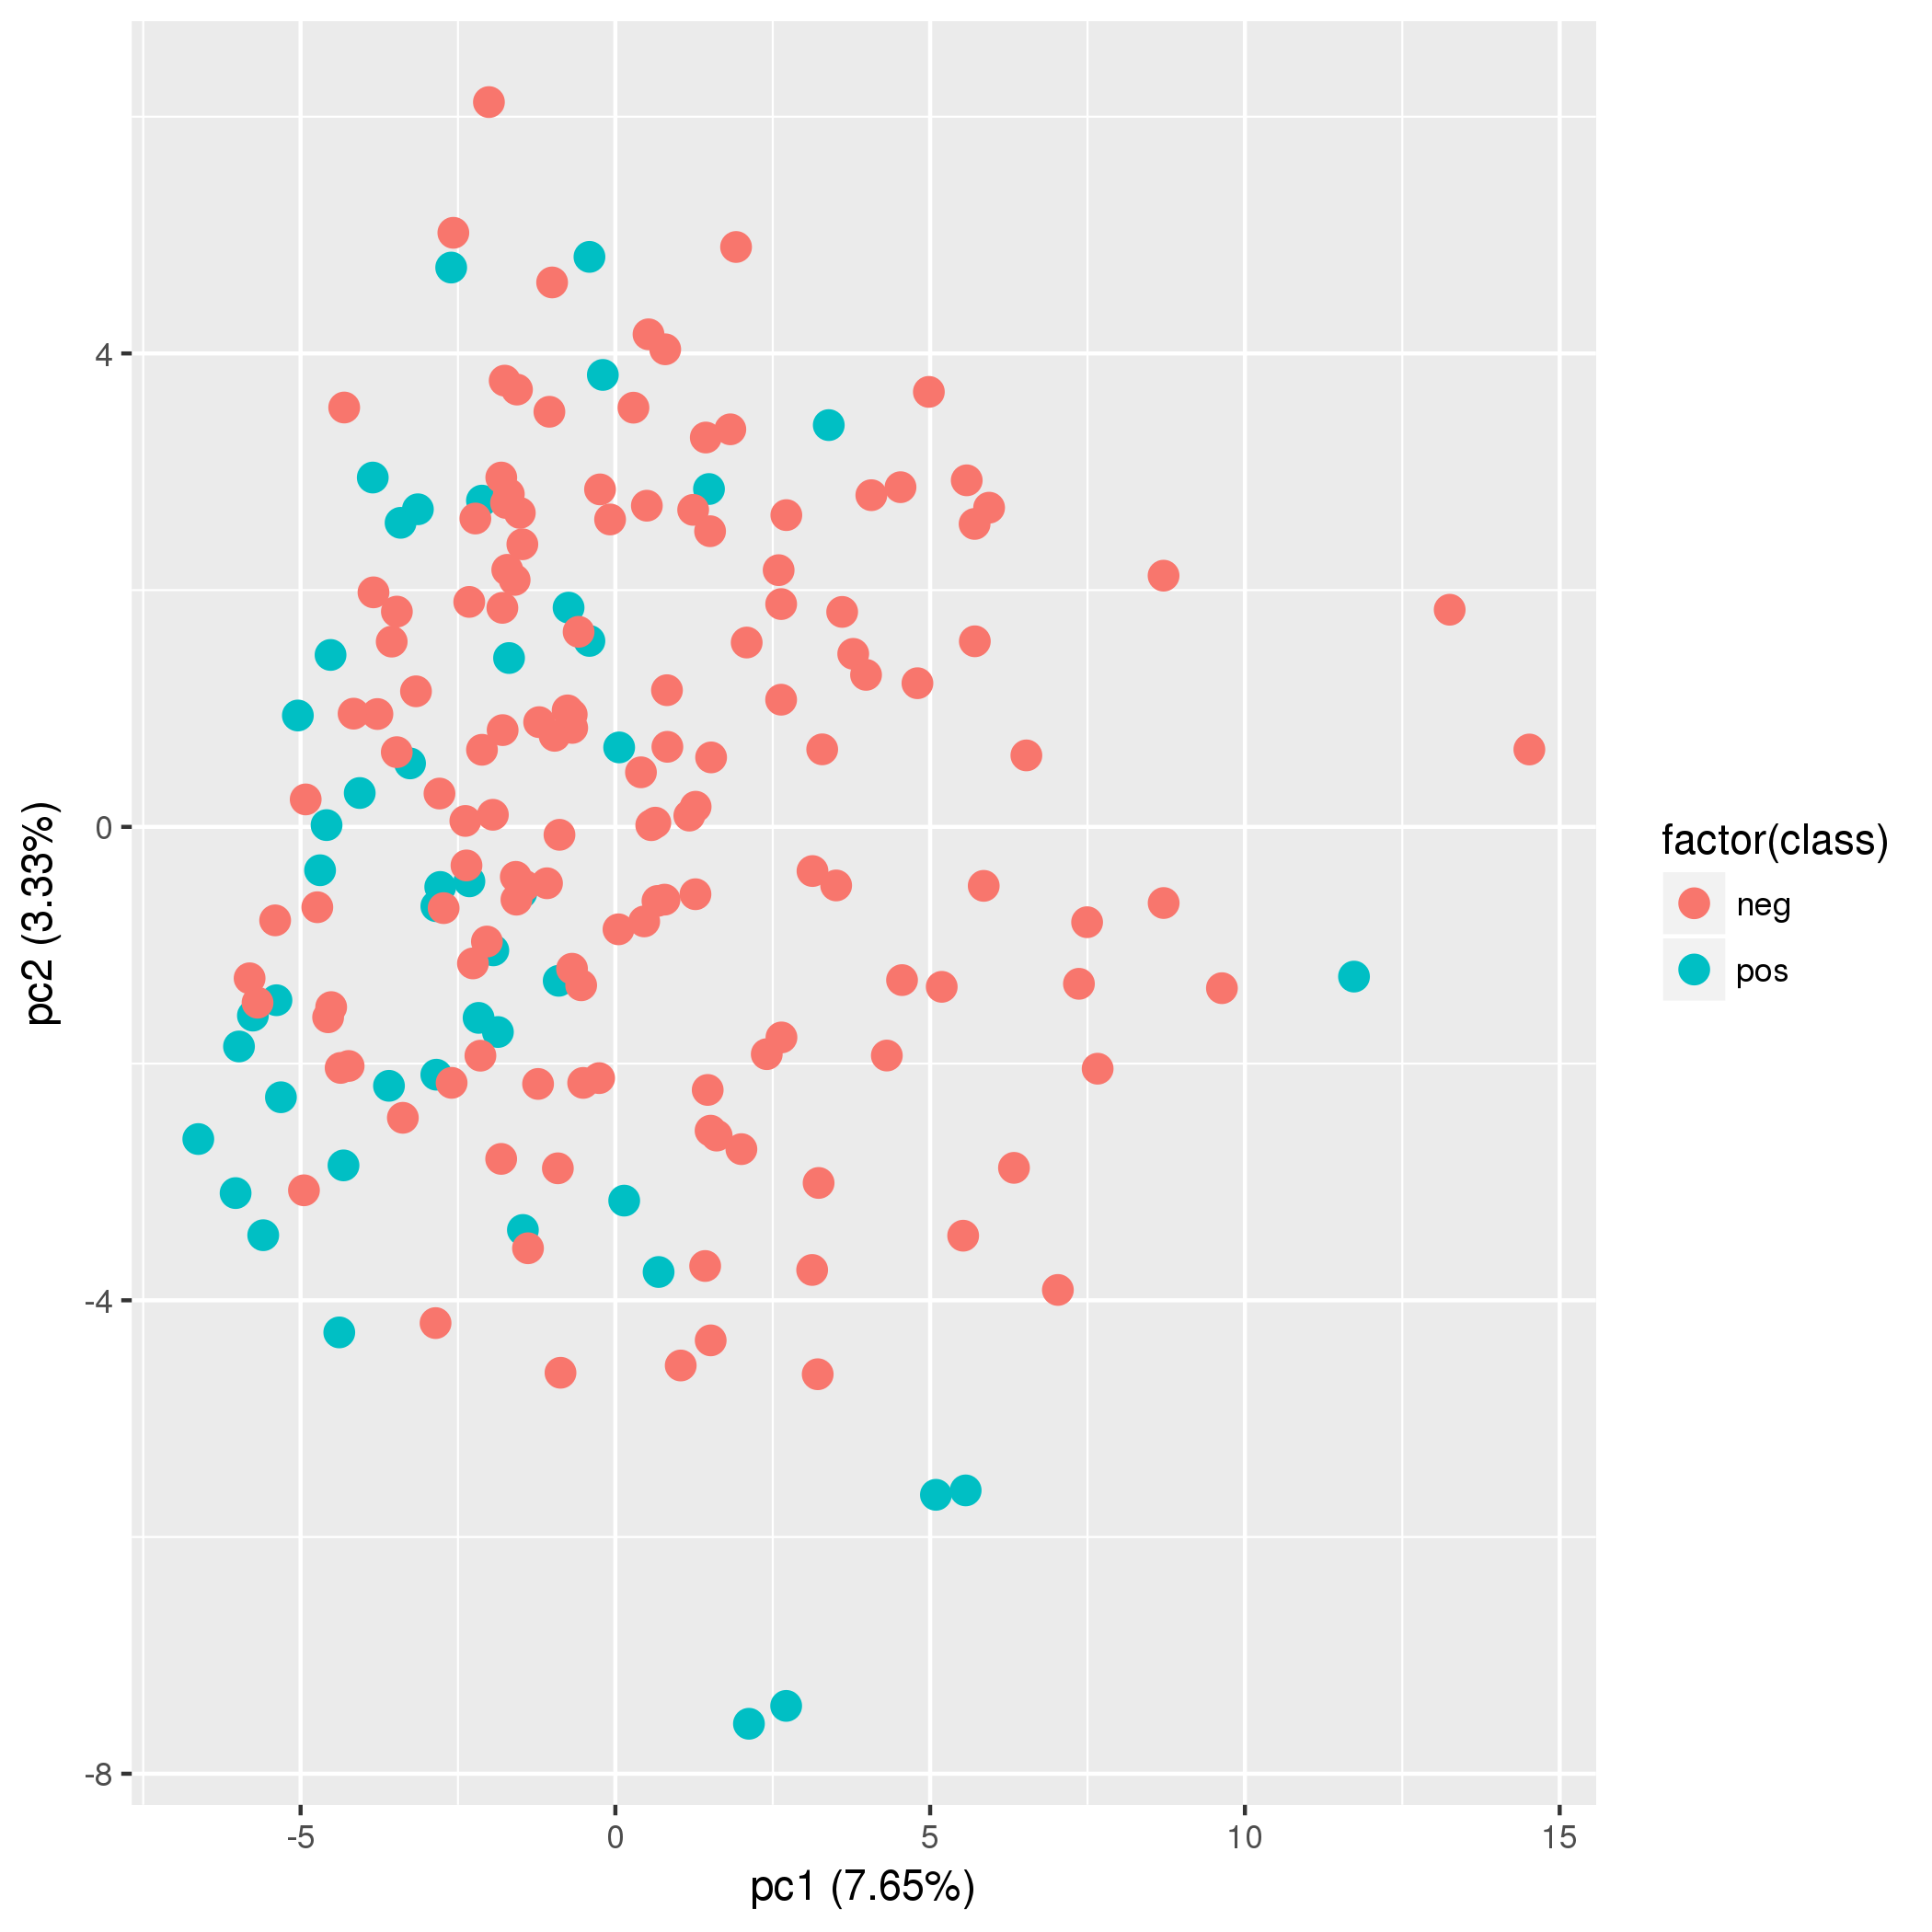 4
0
-4
-8
pc2 (3.33%)
-5
0
5
10
15
pc1 (7.65%)
factor(class)
neg
pos